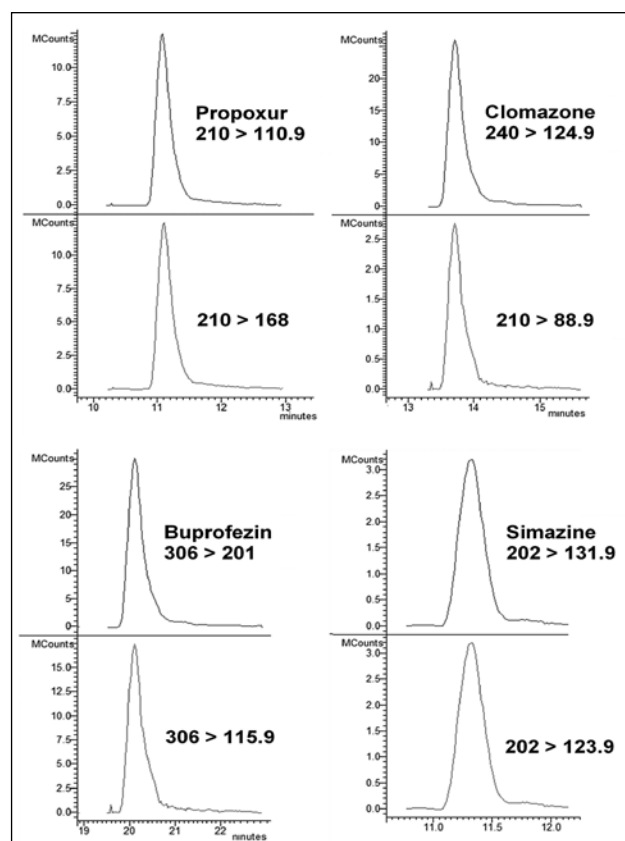 MCounts
12.5
10.0
7.5
5.0
2.5
0.0
Propoxur
210 > 110.9
MCounts
10.0
7.5
5.0
2.5
0.0
210 > 168
10 11 12 13
minutes
MCounts
20
10
0
Clomazone
240 > 124.9
MCounts
2.5
2.0
1.5
1.0
0.5
0.0
210 > 88.9
13 14 15
minutes
MCounts
25
20
15
10
5
0
Buprofezin
306 > 201
MCounts
15.0
12.5
10.0
7.5
5.0
2.5
0.0
306 > 115.9
19 20 21 22
minutes
MCounts
3.0
2.5
2.0
1.5
1.0
0.5
0.0
Simazine
202 > 131.9
MCounts
3.0
2.5
2.0
1.5
1.0
0.5
0.0
202 > 123.9
11.0 11.5 12.0
minutes